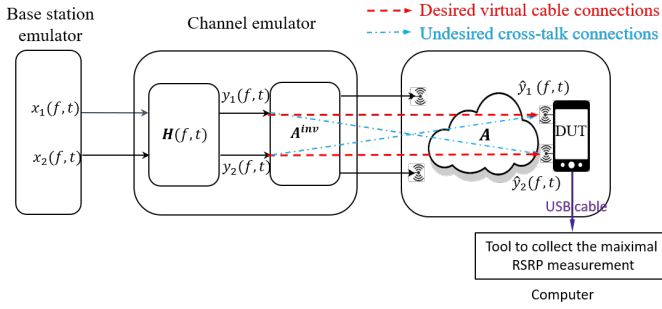 Base station
emulator
Channel emulator
Desired virtual cable connections
Undesired cross-talk connections
x₁(f,t)
x₂(f,t)
H(f,t)
y₁(f,t)
y₂(f,t)
A^{inv}
A
ŷ₁(f,t)
ŷ₂(f,t)
DUT
USB cable
Tool to collect the maiximal
RSRP measurement
Computer